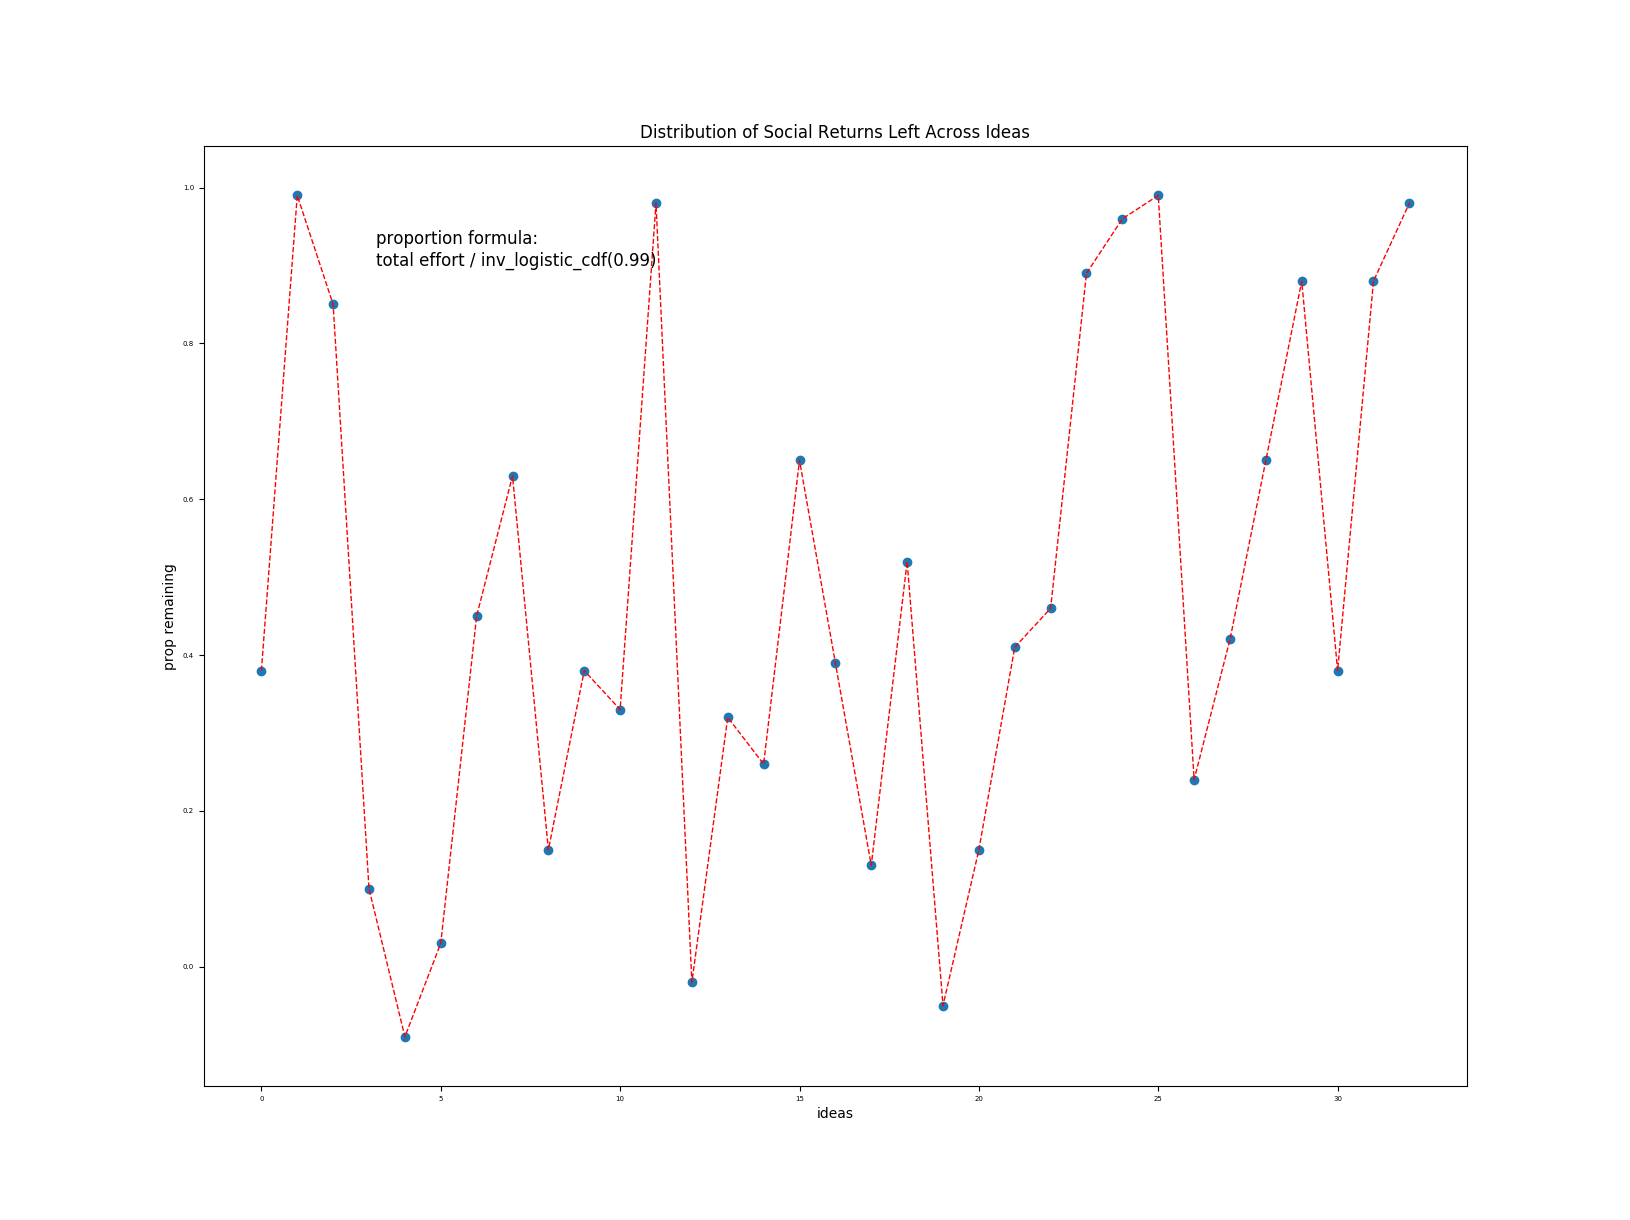 Distribution of Social Returns Left Across Ideas
1.0
proportion formula:
total effort / inv_logistic_cdf(0.99)
0.8
0.6
prop remaining
0.4
0.2
0.0
0 5 10 15 20 25 30
ideas